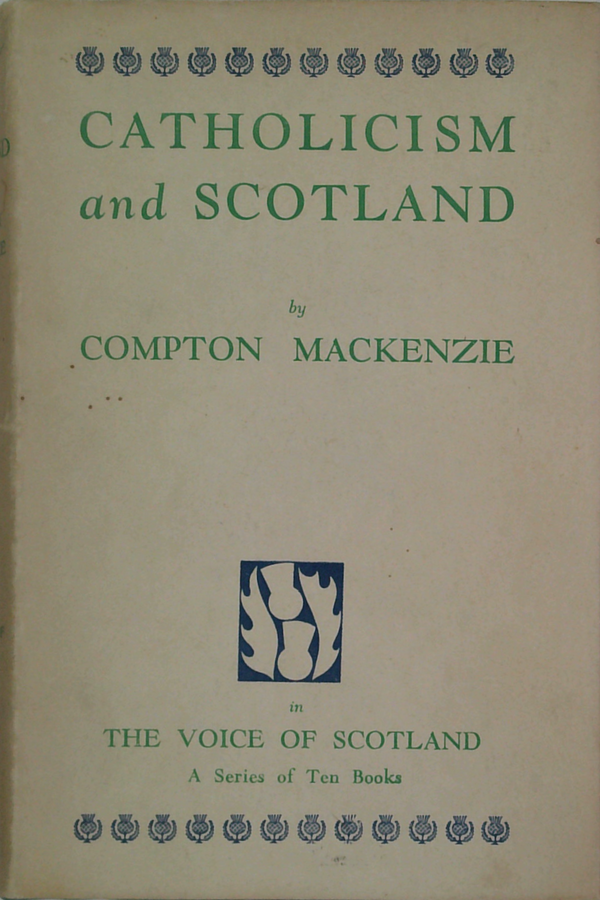 CATHOLICISM
and SCOTLAND
by
COMPTON MACKENZIE
in
THE VOICE OF SCOTLAND
A Series of Ten Books